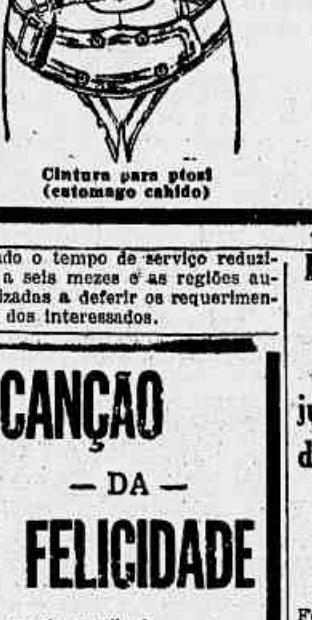 Cintura para ptosi
(estomago cahido)
do o tempo de serviço reduzi-
a seis mezes e as regiões au-
izadas a deferir os requerimen-
dos interessados.
CANÇÃO
— DA —
FELICIDADE